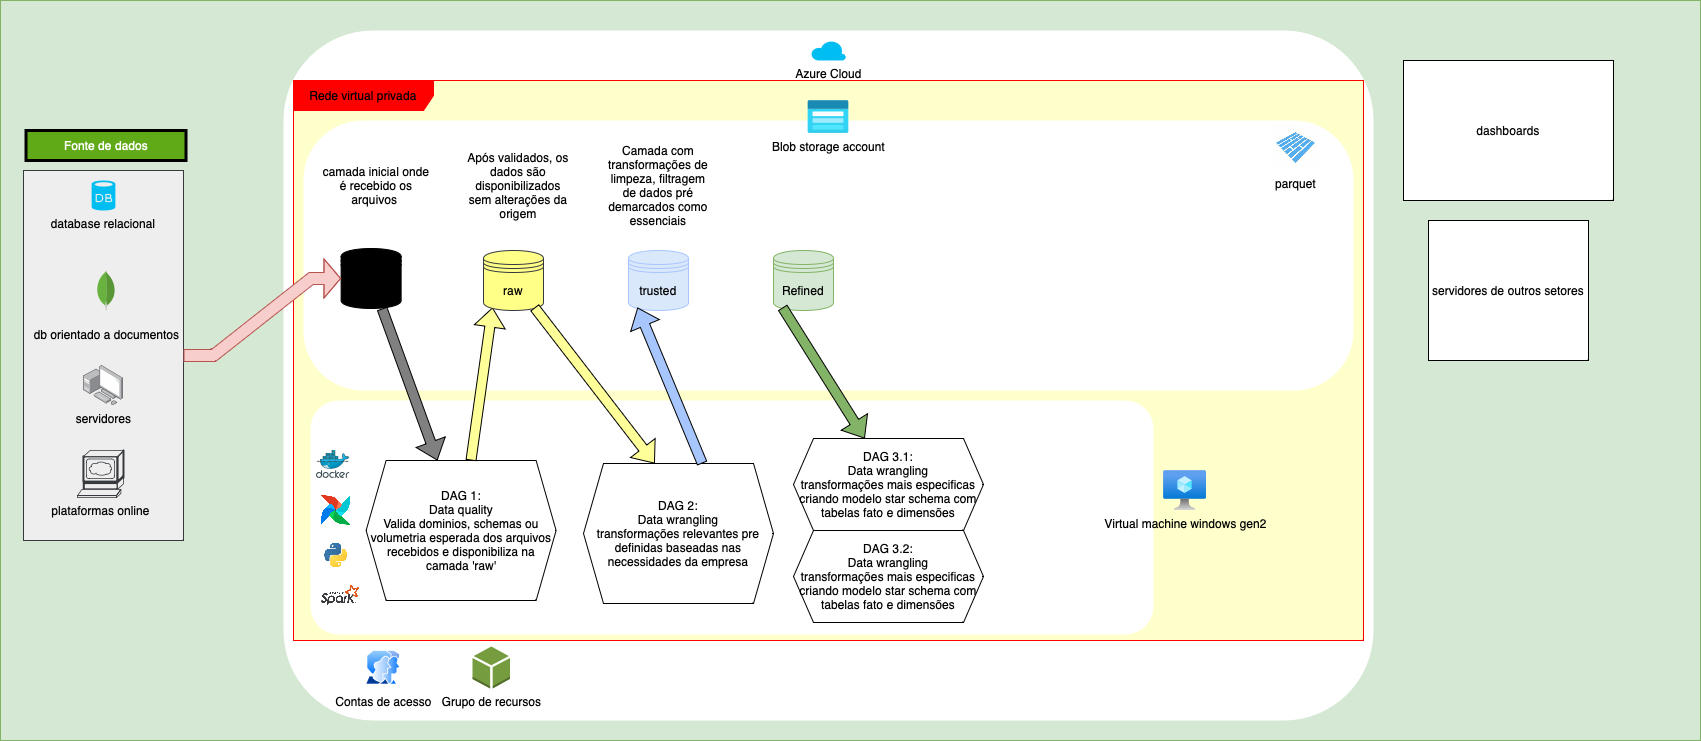 Azure Cloud
Rede virtual privada
Blob storage account
parquet
Fonte de dados
DB
database relacional
db orientado a documentos
servidores
plataformas online
camada inicial onde
é recebido os
arquivos
Após validados, os
dados são
disponibilizados
sem alterações da
origem
Camada com
transformações de
limpeza, filtragem
de dados pré
demarcados como
essenciais
raw
trusted
Refined
docker
Spark
DAG 1:
Data quality
Valida dominios, schemas ou
volumetria esperada dos arquivos
recebidos e disponibiliza na
camada 'raw'
DAG 2:
Data wrangling
transformações relevantes pre
definidas baseadas nas
necessidades da empresa
DAG 3.1:
Data wrangling
transformações mais especificas
criando modelo star schema com
tabelas fato e dimensões
DAG 3.2:
Data wrangling
transformações mais especificas
criando modelo star schema com
tabelas fato e dimensões
Virtual machine windows gen2
Contas de acesso
Grupo de recursos
dashboards
servidores de outros setores